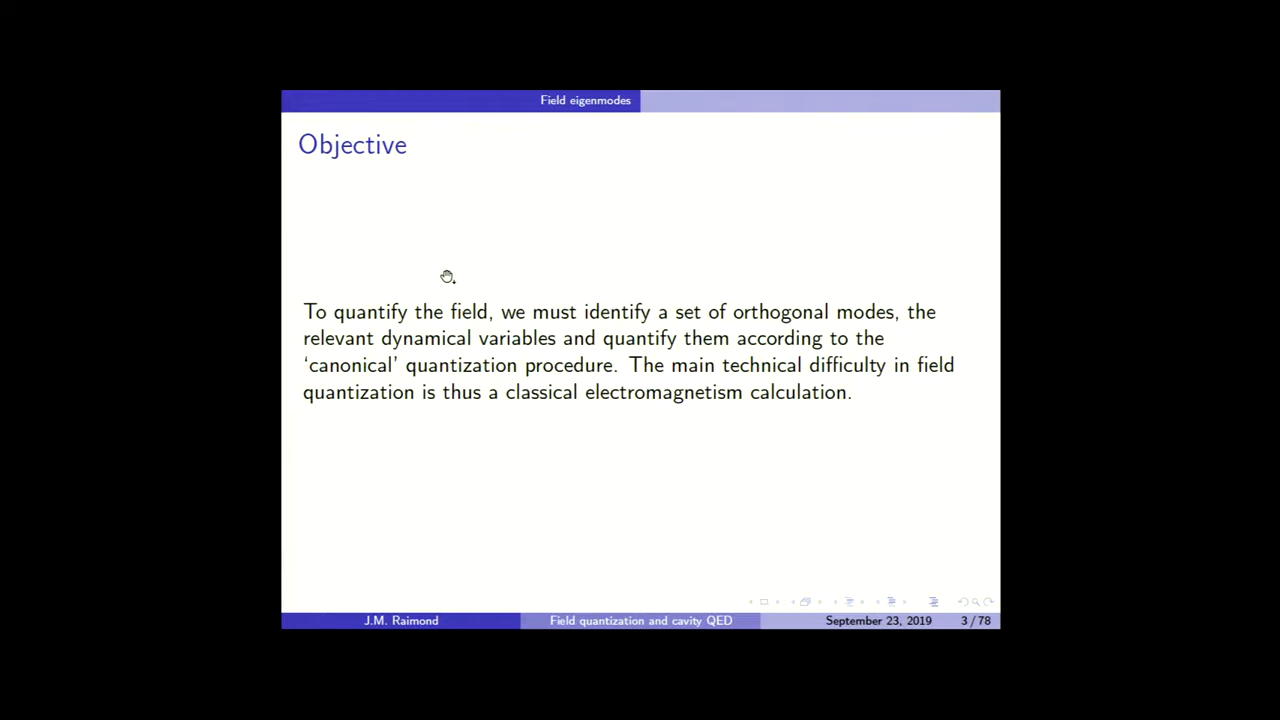 Field eigenmodes
Objective
To quantify the field, we must identify a set of orthogonal modes, the
relevant dynamical variables and quantify them according to the
‘canonical’ quantization procedure. The main technical difficulty in field
quantization is thus a classical electromagnetism calculation.
J.M. Raimond Field quantization and cavity QED September 23, 2019 3 / 78